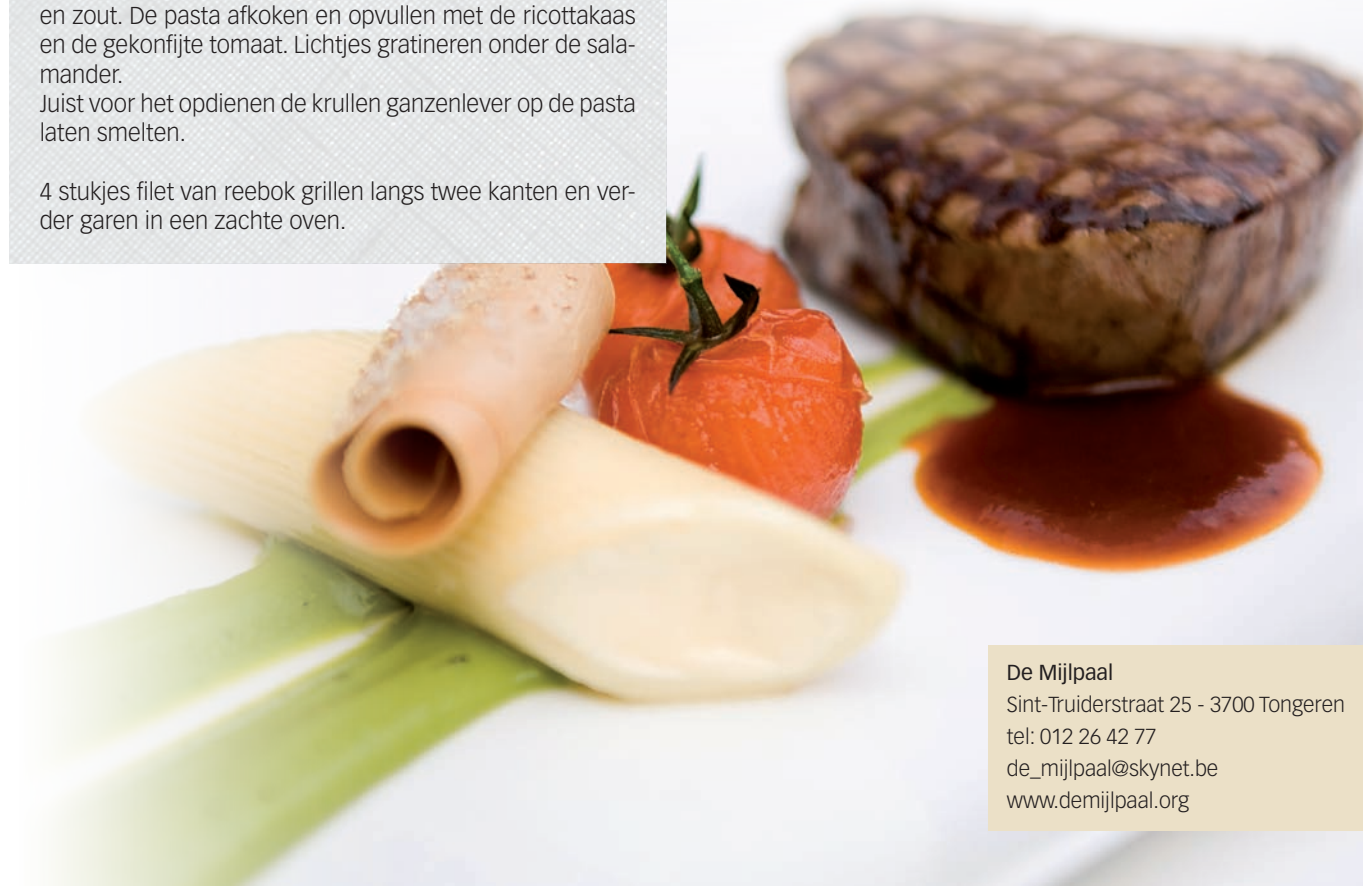 en zout. De pasta afkoken en opvullen met de ricottakaas
en de gekonfijte tomaat. Lichtjes gratineren onder de sala-
mander.
Juist voor het opdienen de krullen ganzenlever op de pasta
laten smelten.
4 stukjes filet van reebok grillen langs twee kanten en ver-
der garen in een zachte oven.
De Mijlpaal
Sint-Truiderstraat 25 - 3700 Tongeren
tel: 012 26 42 77
de_mijlpaal@skynet.be
www.demijlpaal.org